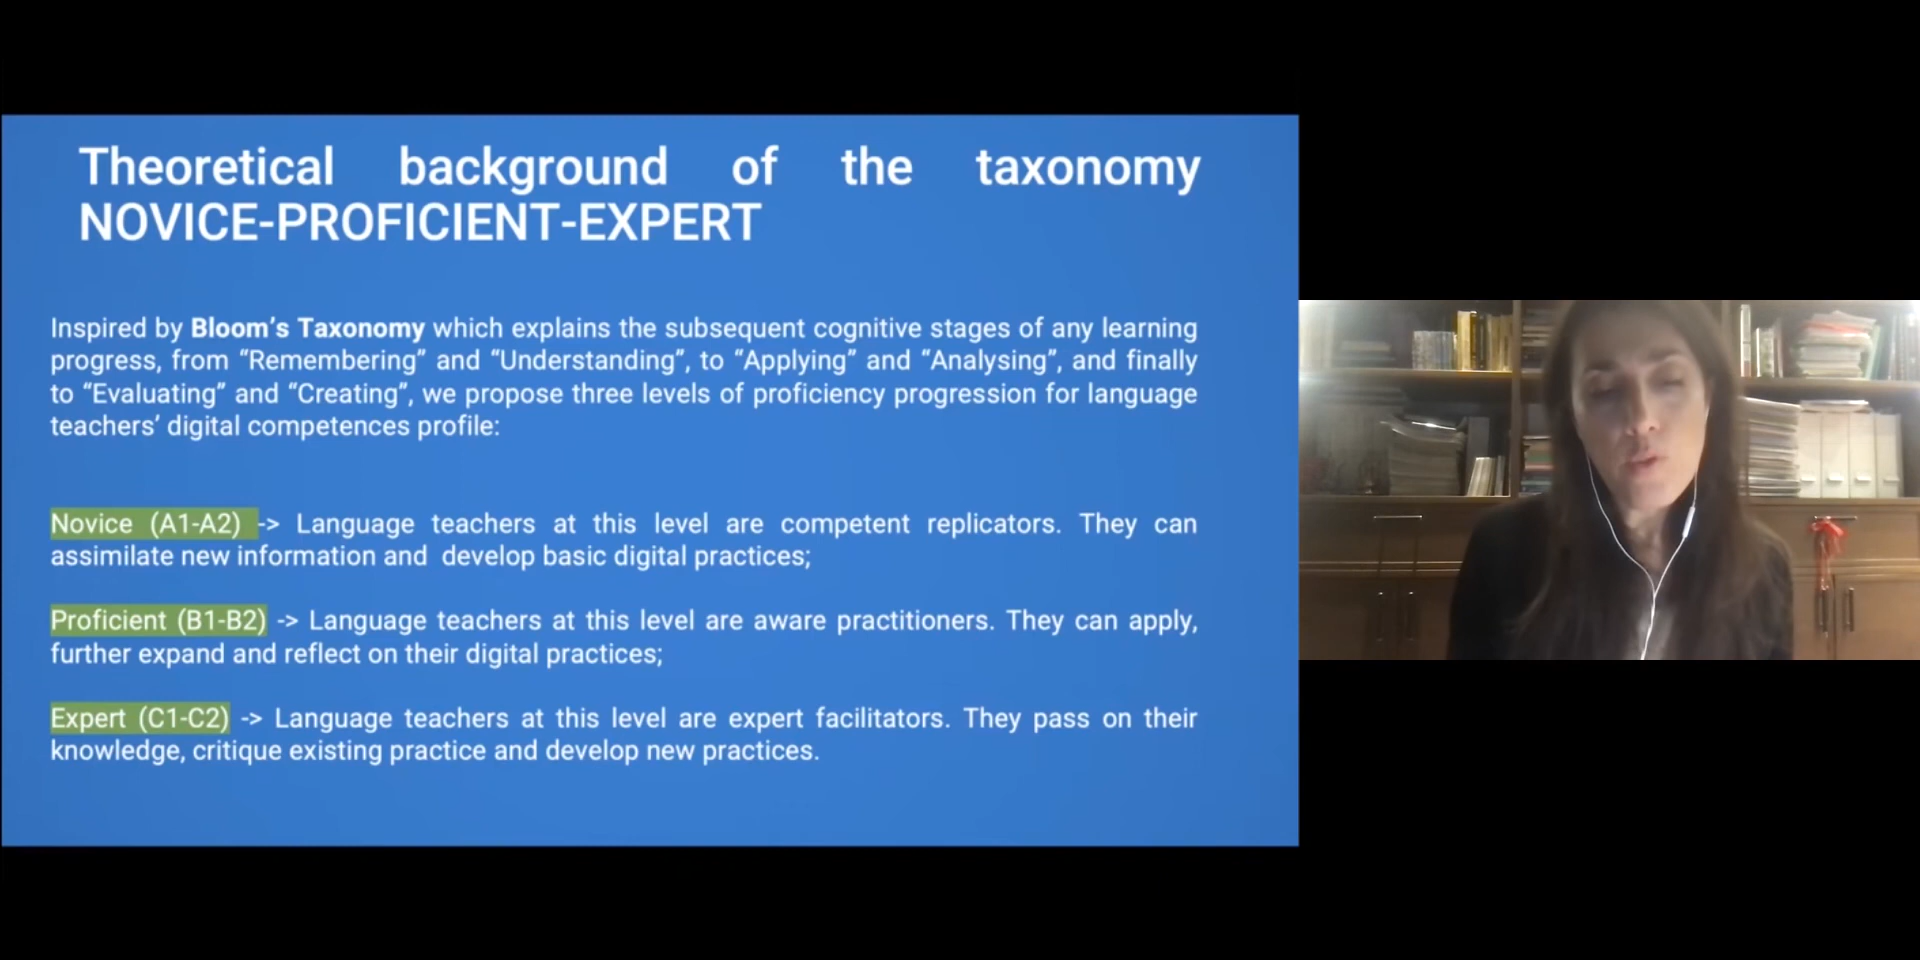 Theoretical background of the taxonomy
NOVICE-PROFICIENT-EXPERT
Inspired by Bloom’s Taxonomy which explains the subsequent cognitive stages of any learning
progress, from “Remembering” and “Understanding”, to “Applying” and “Analysing”, and finally
to “Evaluating” and “Creating”, we propose three levels of proficiency progression for language
teachers’ digital competences profile:
Novice (A1-A2) -> Language teachers at this level are competent replicators. They can
assimilate new information and develop basic digital practices;
Proficient (B1-B2) -> Language teachers at this level are aware practitioners. They can apply,
further expand and reflect on their digital practices;
Expert (C1-C2) -> Language teachers at this level are expert facilitators. They pass on their
knowledge, critique existing practice and develop new practices.